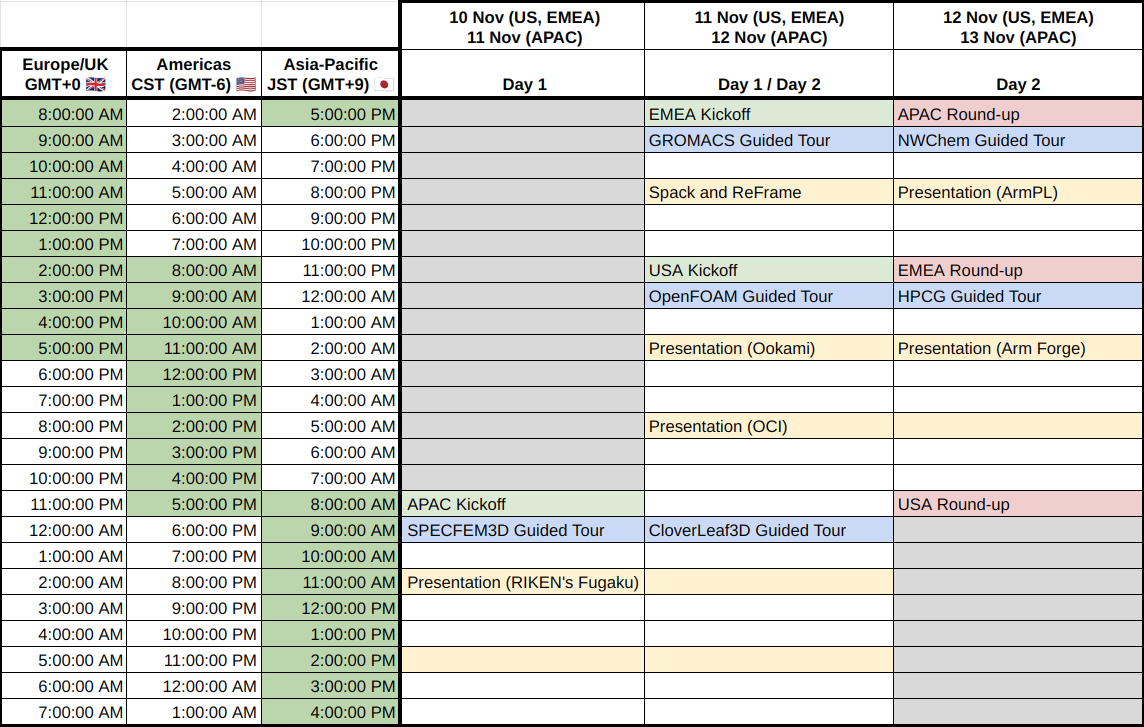 10 Nov (US, EMEA) 11 Nov (US, EMEA) 12 Nov (US, EMEA)
11 Nov (APAC) 12 Nov (APAC) 13 Nov (APAC)
Europe/UK Americas Asia-Pacific
GMT+0 🇬🇧 CST (GMT-6) 🇺🇸 JST (GMT+9) 🇯🇵 Day 1 Day 1 / Day 2 Day 2
8:00:00 AM 2:00:00 AM 5:00:00 PM EMEA Kickoff APAC Round-up
9:00:00 AM 3:00:00 AM 6:00:00 PM GROMACS Guided Tour NWChem Guided Tour
10:00:00 AM 4:00:00 AM 7:00:00 PM
11:00:00 AM 5:00:00 AM 8:00:00 PM Spack and ReFrame Presentation (ArmPL)
12:00:00 PM 6:00:00 AM 9:00:00 PM
1:00:00 PM 7:00:00 AM 10:00:00 PM
2:00:00 PM 8:00:00 AM 11:00:00 PM USA Kickoff EMEA Round-up
3:00:00 PM 9:00:00 AM 12:00:00 AM OpenFOAM Guided Tour HPCG Guided Tour
4:00:00 PM 10:00:00 AM 1:00:00 AM
5:00:00 PM 11:00:00 AM 2:00:00 AM Presentation (Ookami) Presentation (Arm Forge)
6:00:00 PM 12:00:00 PM 3:00:00 AM
7:00:00 PM 1:00:00 PM 4:00:00 AM
8:00:00 PM 2:00:00 PM 5:00:00 AM Presentation (OCI)
9:00:00 PM 3:00:00 PM 6:00:00 AM
10:00:00 PM 4:00:00 PM 7:00:00 AM
11:00:00 PM 5:00:00 PM 8:00:00 AM APAC Kickoff USA Round-up
12:00:00 AM 6:00:00 PM 9:00:00 AM SPECFEM3D Guided Tour CloverLeaf3D Guided Tour
1:00:00 AM 7:00:00 PM 10:00:00 AM
2:00:00 AM 8:00:00 PM 11:00:00 AM Presentation (RIKEN's Fugaku)
3:00:00 AM 9:00:00 PM 12:00:00 PM
4:00:00 AM 10:00:00 PM 1:00:00 PM
5:00:00 AM 11:00:00 PM 2:00:00 PM
6:00:00 AM 12:00:00 AM 3:00:00 PM
7:00:00 AM 1:00:00 AM 4:00:00 PM